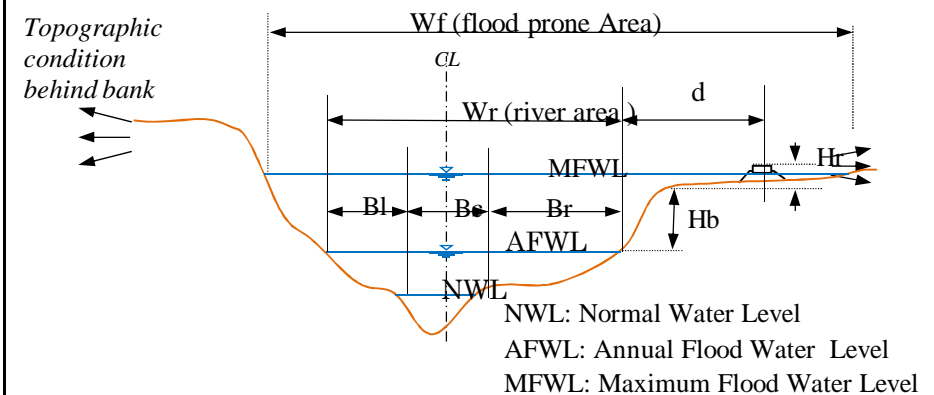 Topographic
condition
behind bank
Wf (flood prone Area)
CL
d
Wr (river area )
MFWL
Hr
Bl
Bc
Br
Hb
AFWL
NWL
NWL: Normal Water Level
AFWL: Annual Flood Water Level
MFWL: Maximum Flood Water Level